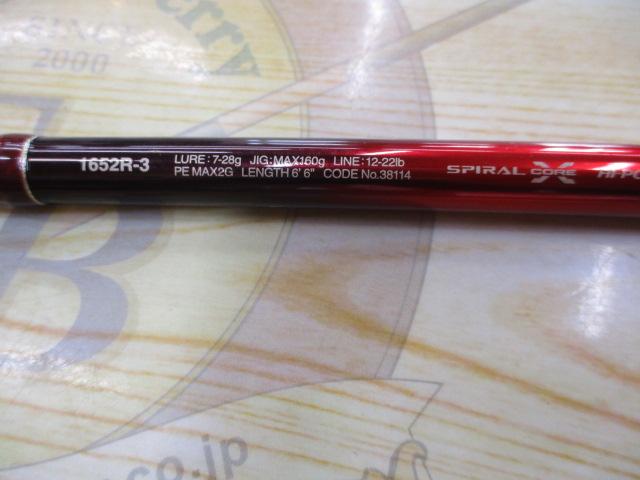 SINCE
2000
erry
1652R-3
LURE : 7-28g JIG:MAX160g LINE : 12-22lb
PE MAX2G LENGTH 6' 6" CODE No.38114
SPIRAL X CORE
B
.co.jp